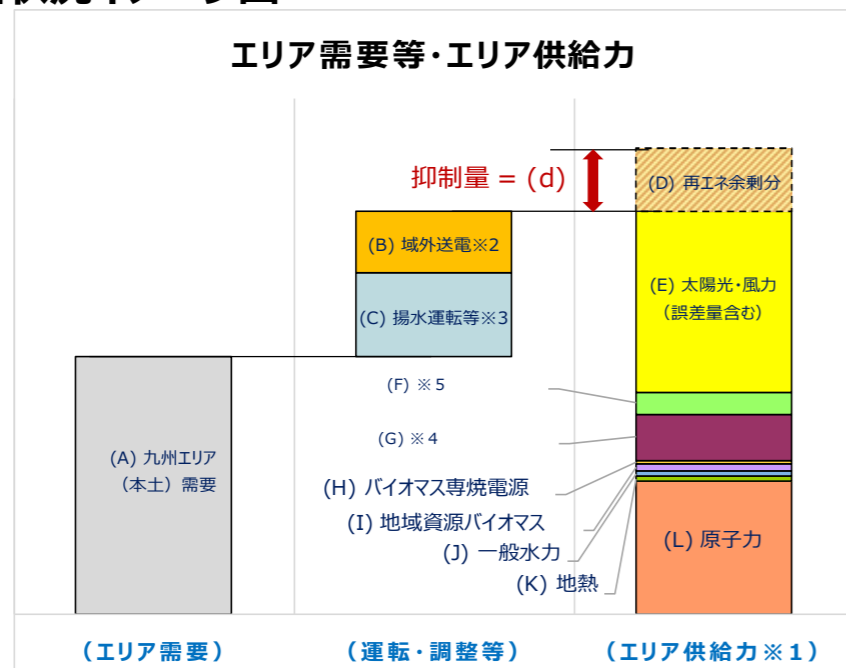 エリア需要等・エリア供給力
抑制量 = (d)
(D) 再エネ余剰分
(B) 域外送電※2
(E) 太陽光・風力
（誤差量含む）
(C) 揚水運転等※3
(F) ※５
(G) ※４
(A) 九州エリア
（本土）需要
(H) バイオマス専焼電源
(I) 地域資源バイオマス
(J) 一般水力
(K) 地熱
(L) 原子力
（エリア需要）
（運転・調整等）
（エリア供給力※１）